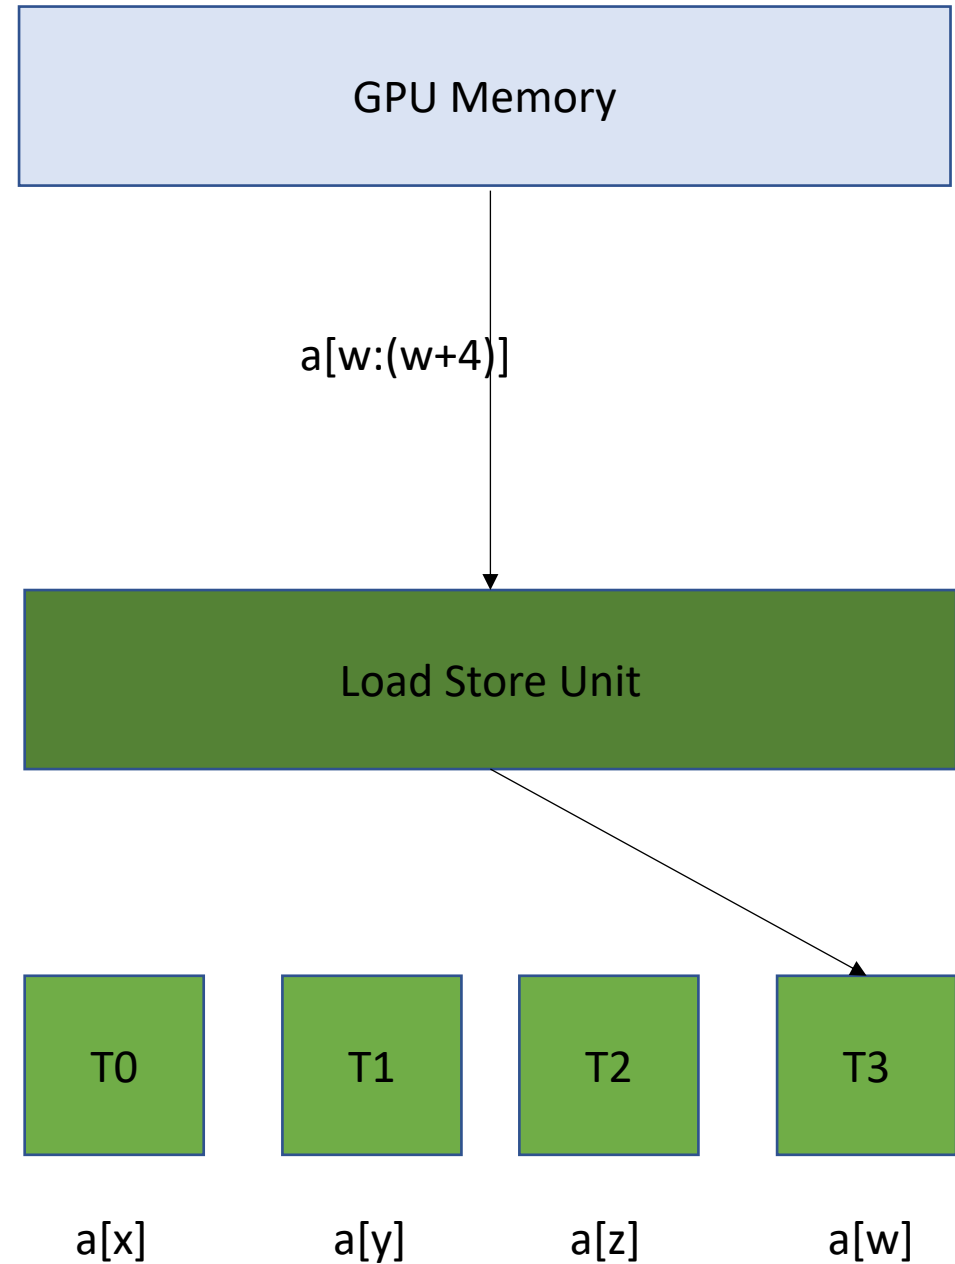 GPU Memory
a[w:(w+4)]
Load Store Unit
T0 T1 T2 T3
a[x] a[y] a[z] a[w]